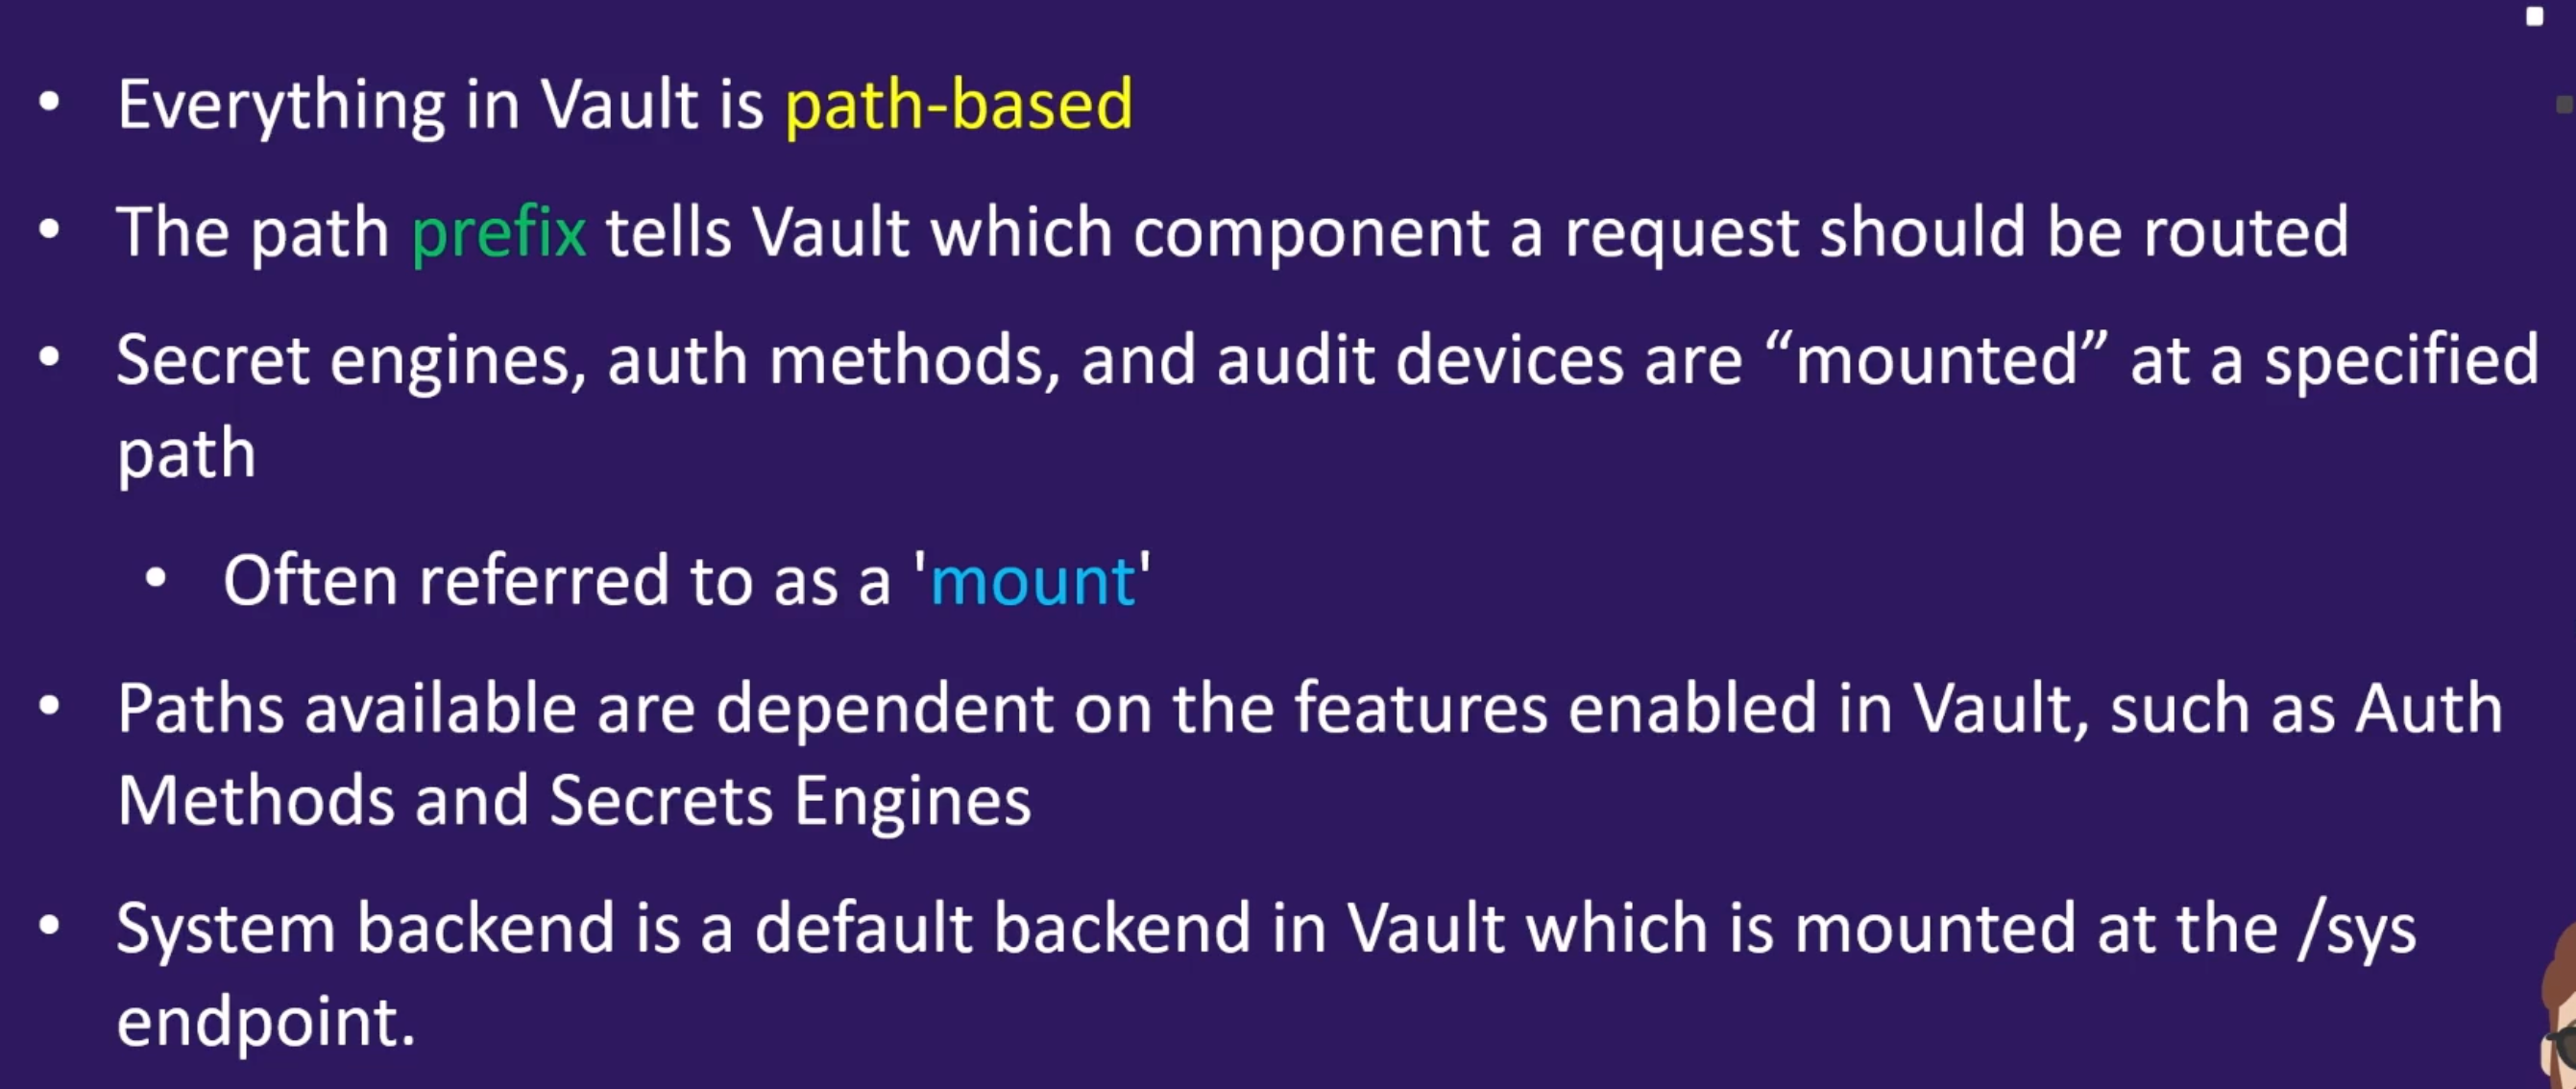 • Everything in Vault is path-based
• The path prefix tells Vault which component a request should be routed
• Secret engines, auth methods, and audit devices are “mounted” at a specified
path
• Often referred to as a 'mount'
• Paths available are dependent on the features enabled in Vault, such as Auth
Methods and Secrets Engines
• System backend is a default backend in Vault which is mounted at the /sys
endpoint.